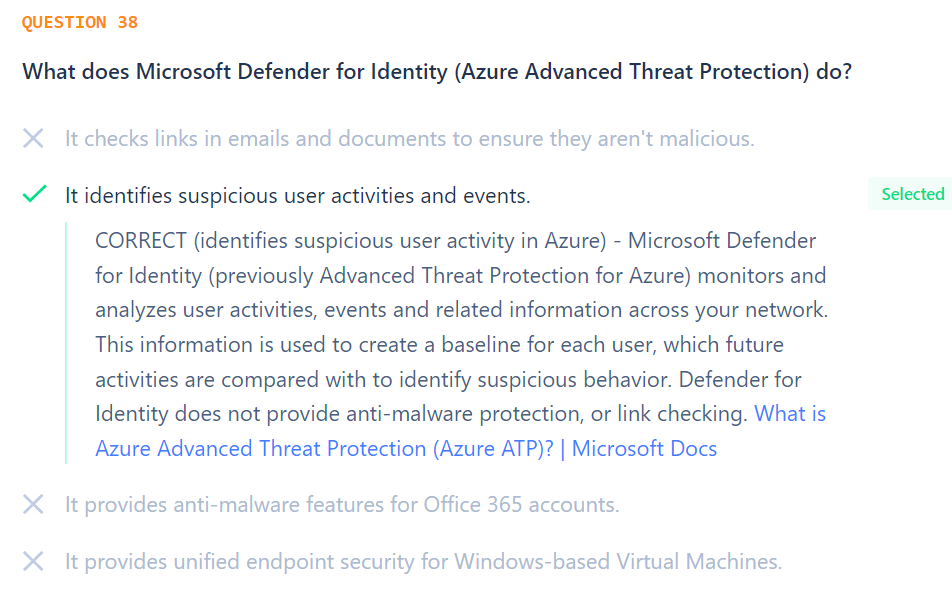 QUESTION 38
What does Microsoft Defender for Identity (Azure Advanced Threat Protection) do?
It checks links in emails and documents to ensure they aren't malicious.
It identifies suspicious user activities and events.
Selected
CORRECT (identifies suspicious user activity in Azure) - Microsoft Defender
for Identity (previously Advanced Threat Protection for Azure) monitors and
analyzes user activities, events and related information across your network.
This information is used to create a baseline for each user, which future
activities are compared with to identify suspicious behavior. Defender for
Identity does not provide anti-malware protection, or link checking. What is
Azure Advanced Threat Protection (Azure ATP)? | Microsoft Docs
It provides anti-malware features for Office 365 accounts.
It provides unified endpoint security for Windows-based Virtual Machines.